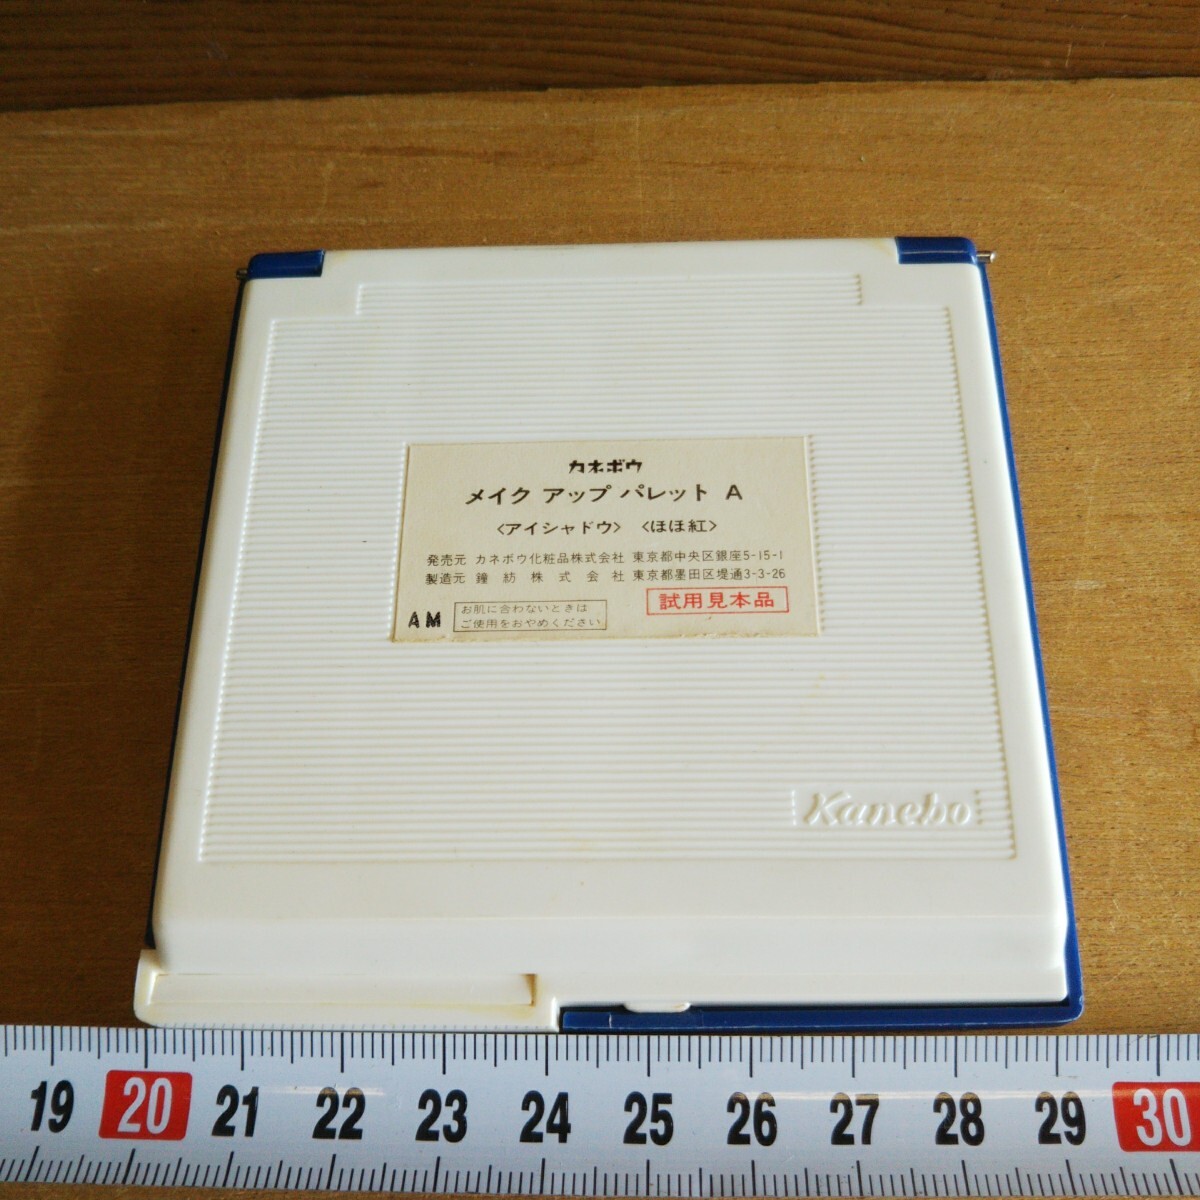 カネボウ
メイク アップ パレット A
〈アイシャドウ〉 〈ほほ紅〉
発売元 カネボウ化粧品株式会社 東京都中央区銀座5-15-1
製造元 鐘紡株式会社 東京都墨田区堤通3-3-26
試用見本品
AM
お肌に合わないときは
ご使用をおやめください
Kanebo
19 20 21 22 23 24 25 26 27 28 29 30